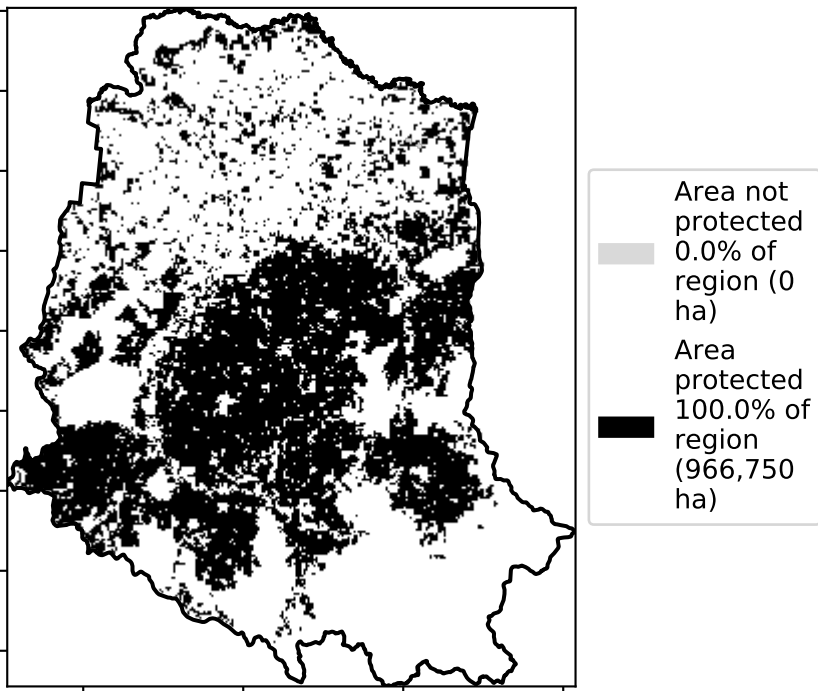 Area not
protected
0.0% of
region (0
ha)
Area
protected
100.0% of
region
(966,750
ha)